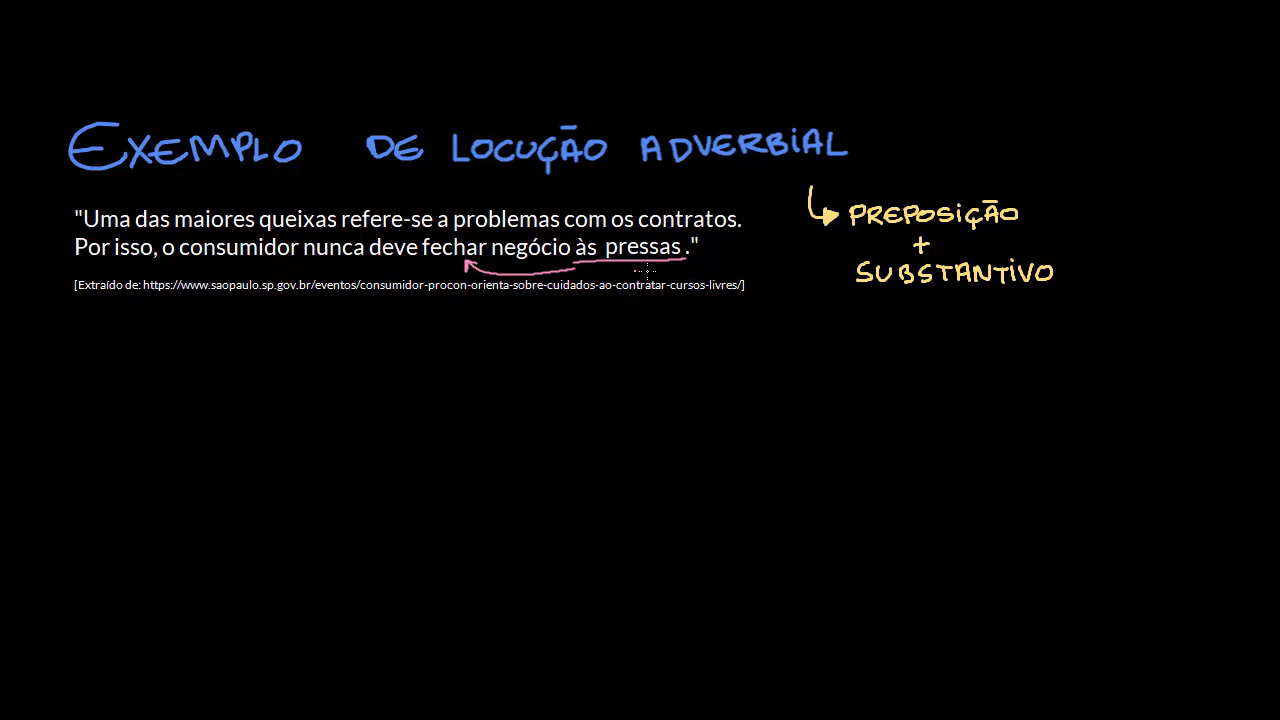 EXEMPLO DE LOCUÇÃO ADVERBIAL
"Uma das maiores queixas refere-se a problemas com os contratos.
Por isso, o consumidor nunca deve fechar negócio às pressas."
[Extraído de: https://www.saopaulo.sp.gov.br/eventos/consumidor-procon-orienta-sobre-cuidados-ao-contratar-cursos-livres/]
PREPOSIÇÃO
+
SUBSTANTIVO